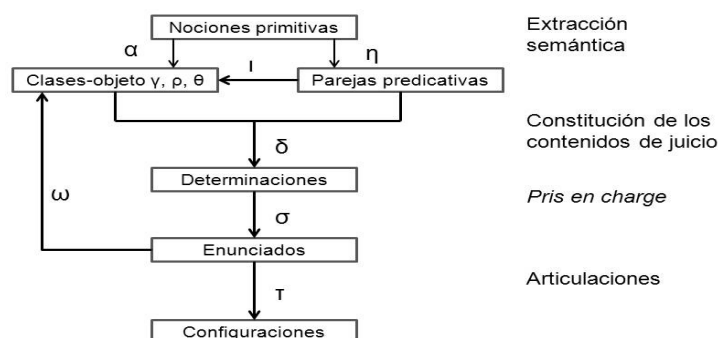 Nociones primitivas
Extracción
semántica
α
ι
η
Clases-objeto γ, ρ, θ
Parejas predicativas
Constitución de los
contenidos de juicio
δ
Determinaciones
ω
σ
Pris en charge
Enunciados
τ
Articulaciones
Configuraciones